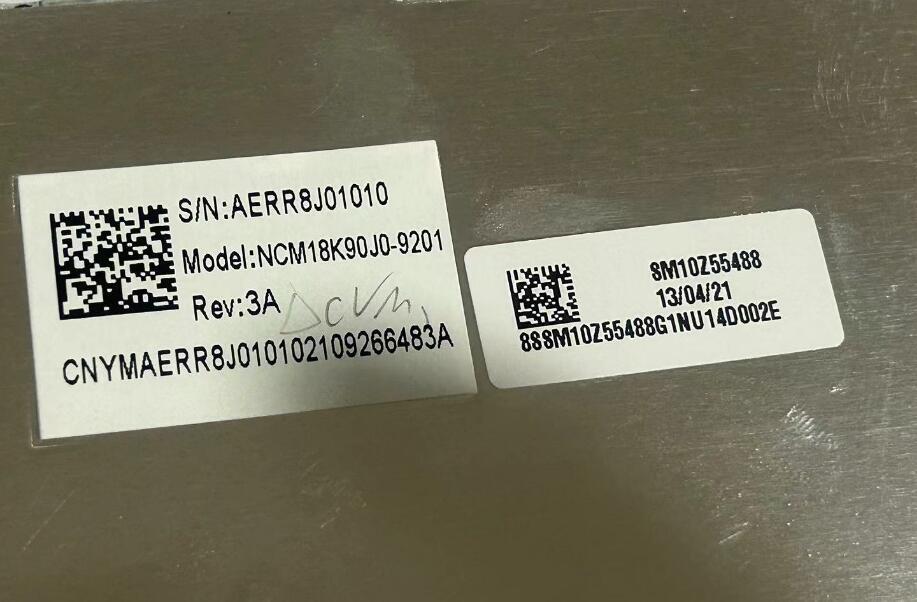 S/N:AERR8J01010
Model:NCM18K90J0-9201
Rev:3A
CNYMAERR8J010102109266483A
SM10Z55488
13/04/21
8SSM10Z55488G1NU14D002E